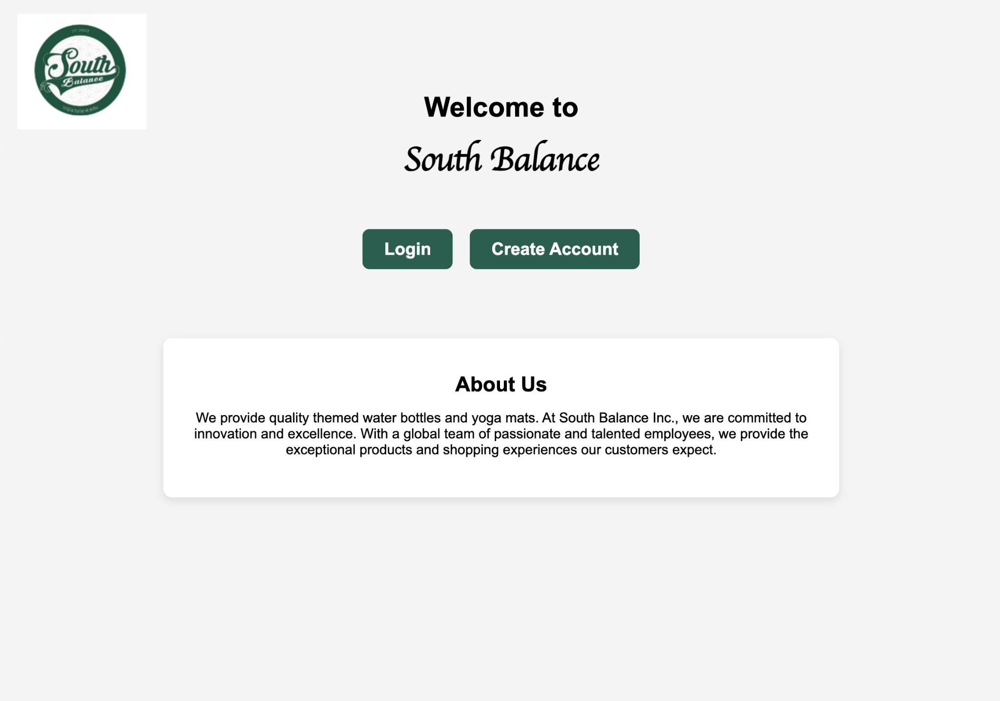 EST 2002
South
Balance
sopa.tulane.edu
Welcome to
South Balance
Login
Create Account
About Us
We provide quality themed water bottles and yoga mats. At South Balance Inc., we are committed to
innovation and excellence. With a global team of passionate and talented employees, we provide the
exceptional products and shopping experiences our customers expect.